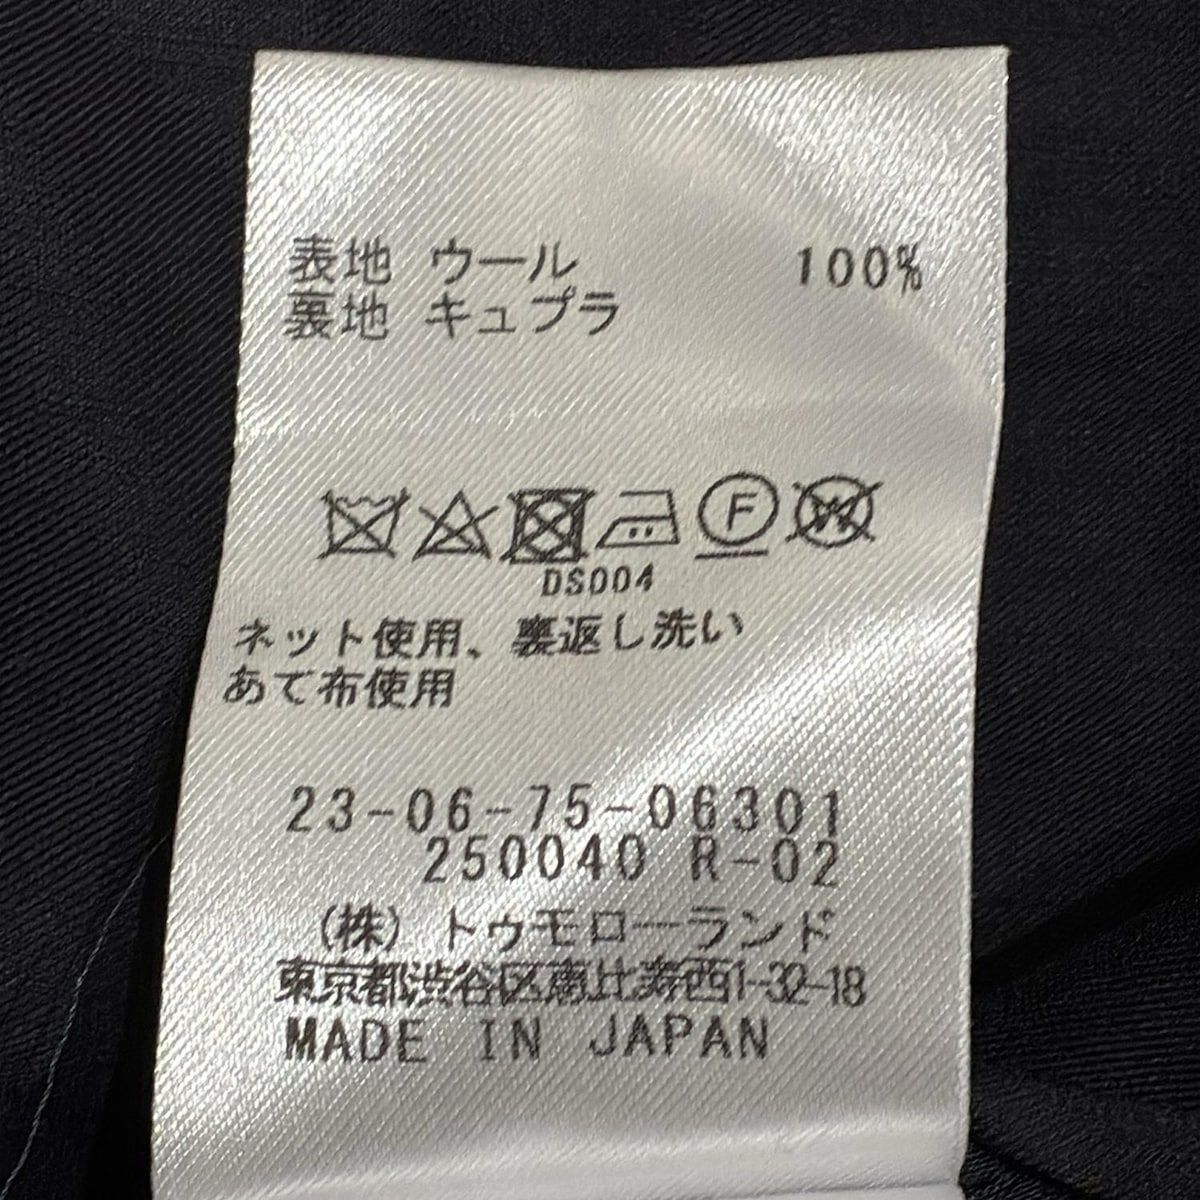 表地 ウール 100%
裏地 キュプラ
F W
DS004
ネット使用、裏返し洗い
あて布使用
23-06-75-06301
250040 R-02
(株) トゥモローランド
東京都渋谷区恵比寿西1-32-18
MADE IN JAPAN